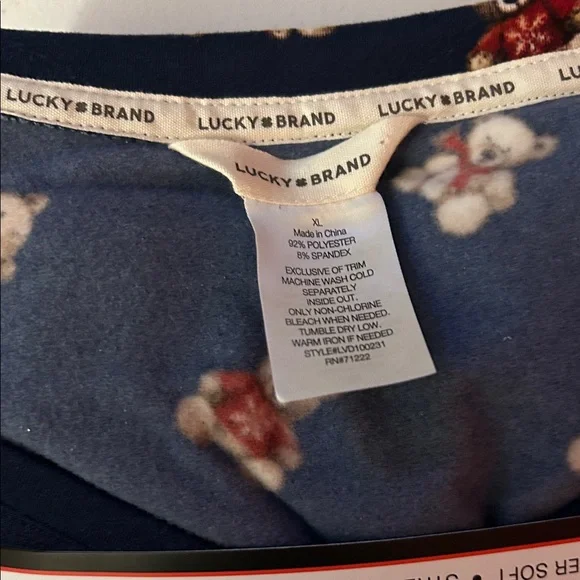 LUCKY BRAND
LUCKY BRAND
LUCKY BRAND
LUCKY BRAND
XL
Made in China
92% POLYESTER
8% SPANDEX
EXCLUSIVE OF TRIM
MACHINE WASH COLD
SEPARATELY
INSIDE OUT.
ONLY NON-CHLORINE
BLEACH WHEN NEEDED.
TUMBLE DRY LOW.
WARM IRON IF NEEDED
STYLE#LVD100231
RN#71222
ER SOFT •